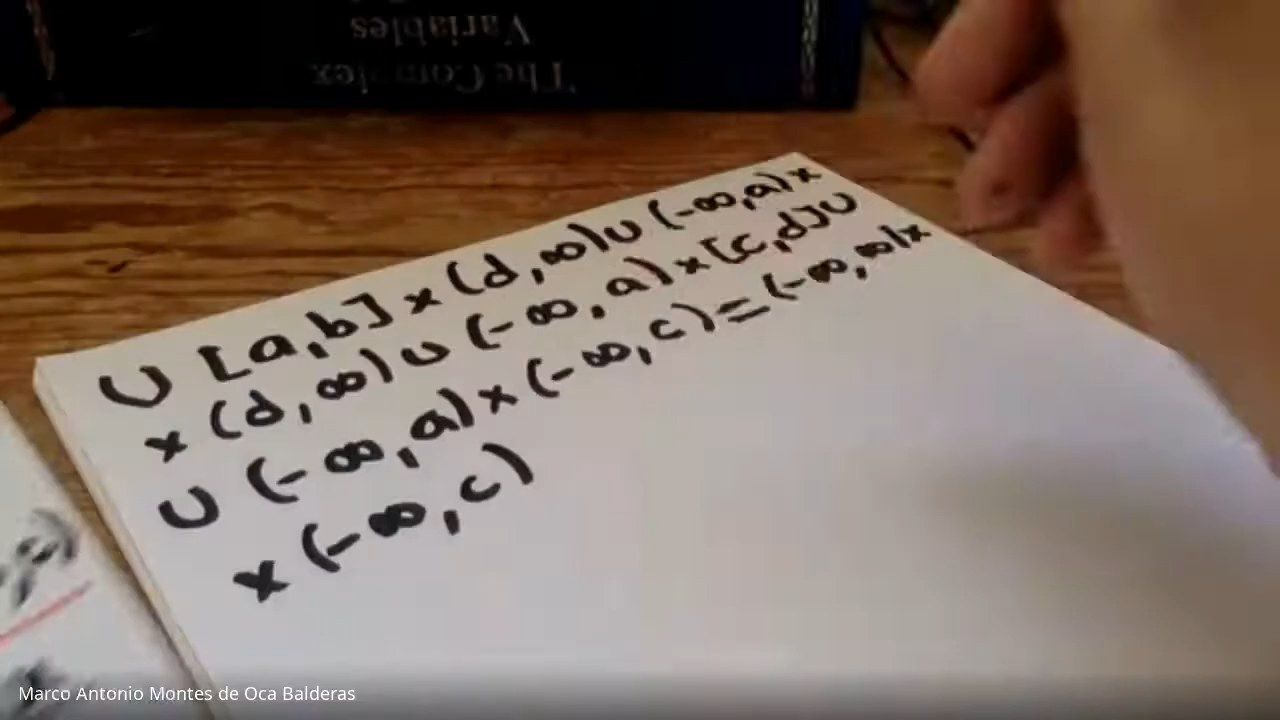 The Complex
Variables
∪ [a,b] × (d,∞) ∪ (-∞,a) ×
× (d,∞) ∪ (-∞,a) × [c,d] ∪
∪ (-∞,a) × (-∞,c) = (-∞,∞) ×
× (-∞,c)
Marco Antonio Montes de Oca Balderas